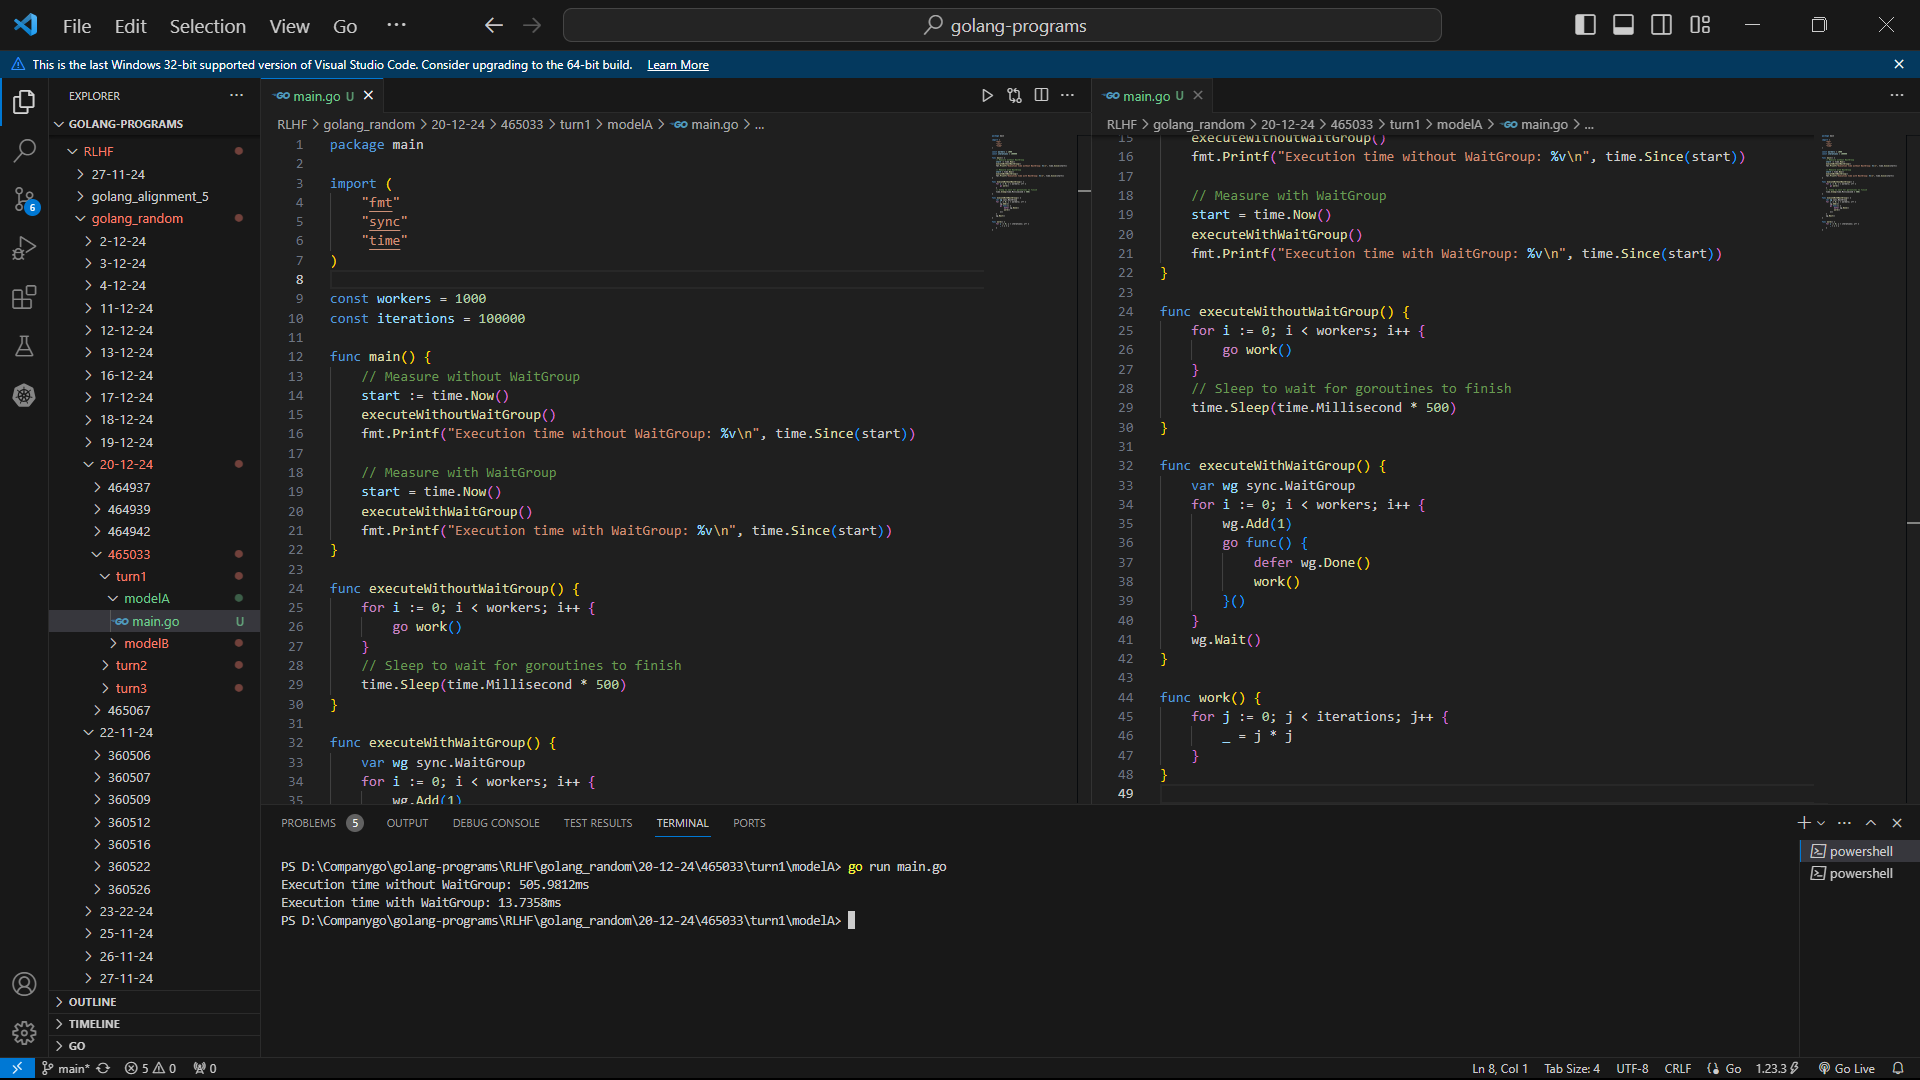 File Edit Selection View Go ···
golang-programs
This is the last Windows 32-bit supported version of Visual Studio Code. Consider upgrading to the 64-bit build. Learn More
EXPLORER
GOLANG-PROGRAMS
RLHF
27-11-24
golang_alignment_5
golang_random
2-12-24
3-12-24
4-12-24
11-12-24
12-12-24
13-12-24
16-12-24
17-12-24
18-12-24
19-12-24
20-12-24
464937
464939
464942
465033
turn1
modelA
main.go U
modelB
turn2
turn3
465067
22-11-24
360506
360507
360509
360512
360516
360522
360526
23-22-24
25-11-24
26-11-24
27-11-24
OUTLINE
TIMELINE
GO
6
main.go U
RLHF > golang_random > 20-12-24 > 465033 > turn1 > modelA > main.go > ...
1 package main
2
3 import (
4 "fmt"
5 "sync"
6 "time"
7 )
8
9 const workers = 1000
10 const iterations = 100000
11
12 func main() {
13 // Measure without WaitGroup
14 start := time.Now()
15 executeWithoutWaitGroup()
16 fmt.Printf("Execution time without WaitGroup: %v\n", time.Since(start))
17
18 // Measure with WaitGroup
19 start = time.Now()
20 executeWithWaitGroup()
21 fmt.Printf("Execution time with WaitGroup: %v\n", time.Since(start))
22 }
23
24 func executeWithoutWaitGroup() {
25 for i := 0; i < workers; i++ {
26 go work()
27 }
28 // Sleep to wait for goroutines to finish
29 time.Sleep(time.Millisecond * 500)
30 }
31
32 func executeWithWaitGroup() {
33 var wg sync.WaitGroup
34 for i := 0; i < workers; i++ {
35 wg.Add(1)
main.go U
RLHF > golang_random > 20-12-24 > 465033 > turn1 > modelA > main.go > ...
15 executeWithoutWaitGroup()
16 fmt.Printf("Execution time without WaitGroup: %v\n", time.Since(start))
17
18 // Measure with WaitGroup
19 start = time.Now()
20 executeWithWaitGroup()
21 fmt.Printf("Execution time with WaitGroup: %v\n", time.Since(start))
22 }
23
24 func executeWithoutWaitGroup() {
25 for i := 0; i < workers; i++ {
26 go work()
27 }
28 // Sleep to wait for goroutines to finish
29 time.Sleep(time.Millisecond * 500)
30 }
31
32 func executeWithWaitGroup() {
33 var wg sync.WaitGroup
34 for i := 0; i < workers; i++ {
35 wg.Add(1)
36 go func() {
37 defer wg.Done()
38 work()
39 }()
40 }
41 wg.Wait()
42 }
43
44 func work() {
45 for j := 0; j < iterations; j++ {
46 _ = j * j
47 }
48 }
49
PROBLEMS 5 OUTPUT DEBUG CONSOLE TEST RESULTS TERMINAL PORTS
PS D:\Companygo\golang-programs\RLHF\golang_random\20-12-24\465033\turn1\modelA> go run main.go
Execution time without WaitGroup: 505.9812ms
Execution time with WaitGroup: 13.7358ms
PS D:\Companygo\golang-programs\RLHF\golang_random\20-12-24\465033\turn1\modelA>
powershell
powershell
main* 5 0 0
Ln 8, Col 1 Tab Size: 4 UTF-8 CRLF Go 1.23.3 Go Live